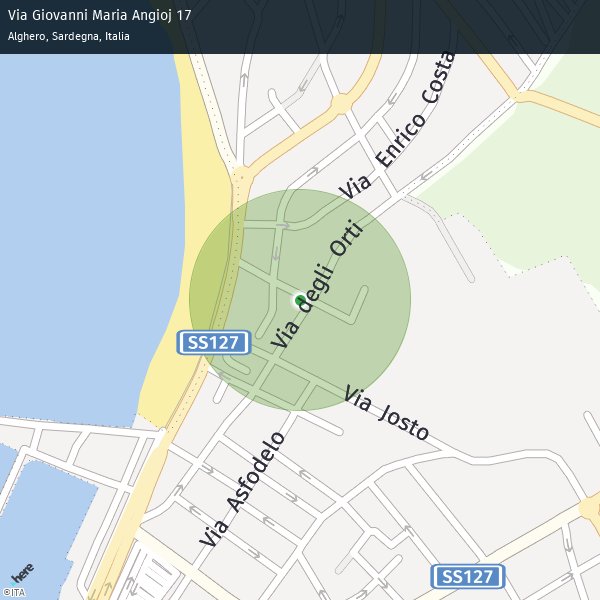 Via Giovanni Maria Angioj 17
Alghero, Sardegna, Italia
Via Enrico Costa
Via degli Orti
SS127
Via Josto
Via Asfodelo
SS127
here
©ITA